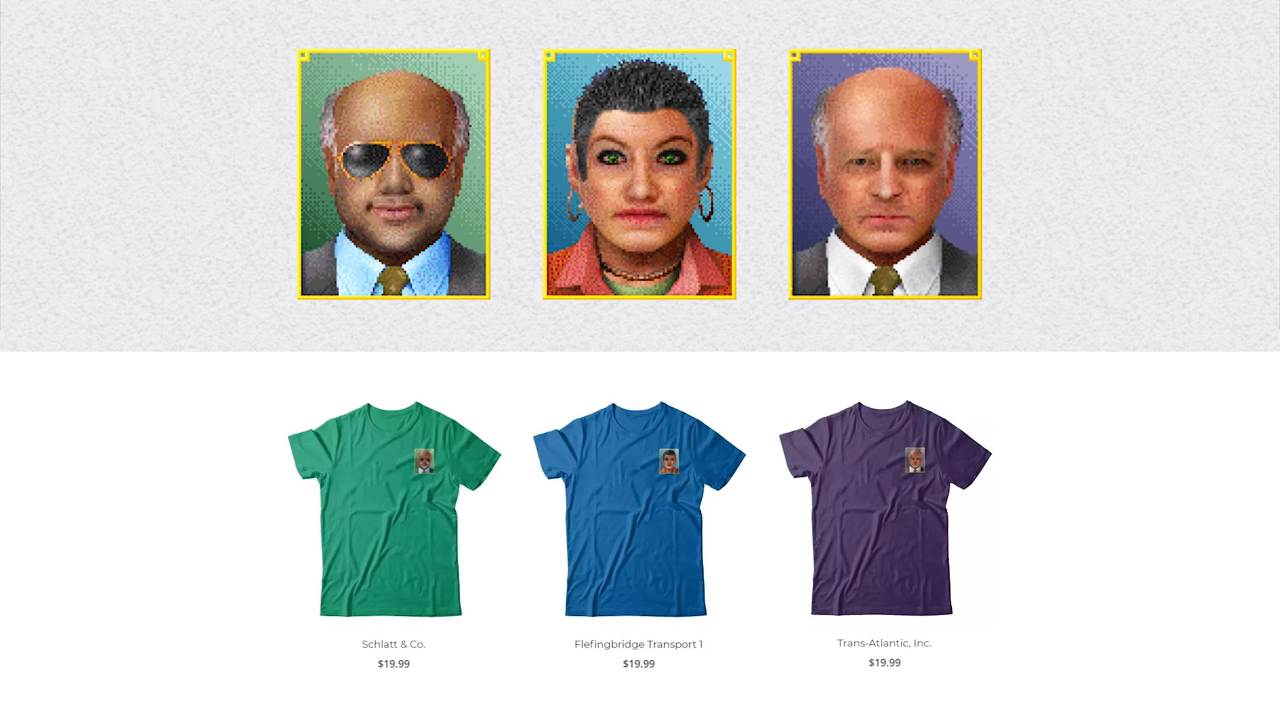 Schlatt & Co.
$19.99
Flefingbridge Transport 1
$19.99
Trans-Atlantic, Inc.
$19.99